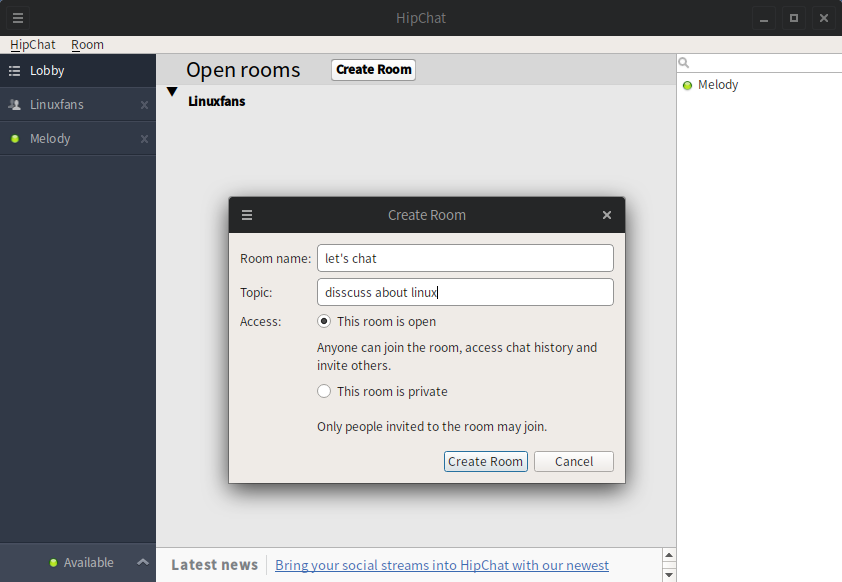 HipChat
HipChat Room
Lobby
Linuxfans x
Melody x
Available
Open rooms Create Room
Linuxfans
Create Room
Room name: let's chat
Topic: disscuss about linux
Access: This room is open
Anyone can join the room, access chat history and
invite others.
This room is private
Only people invited to the room may join.
Create Room Cancel
Latest news Bring your social streams into HipChat with our newest
Melody